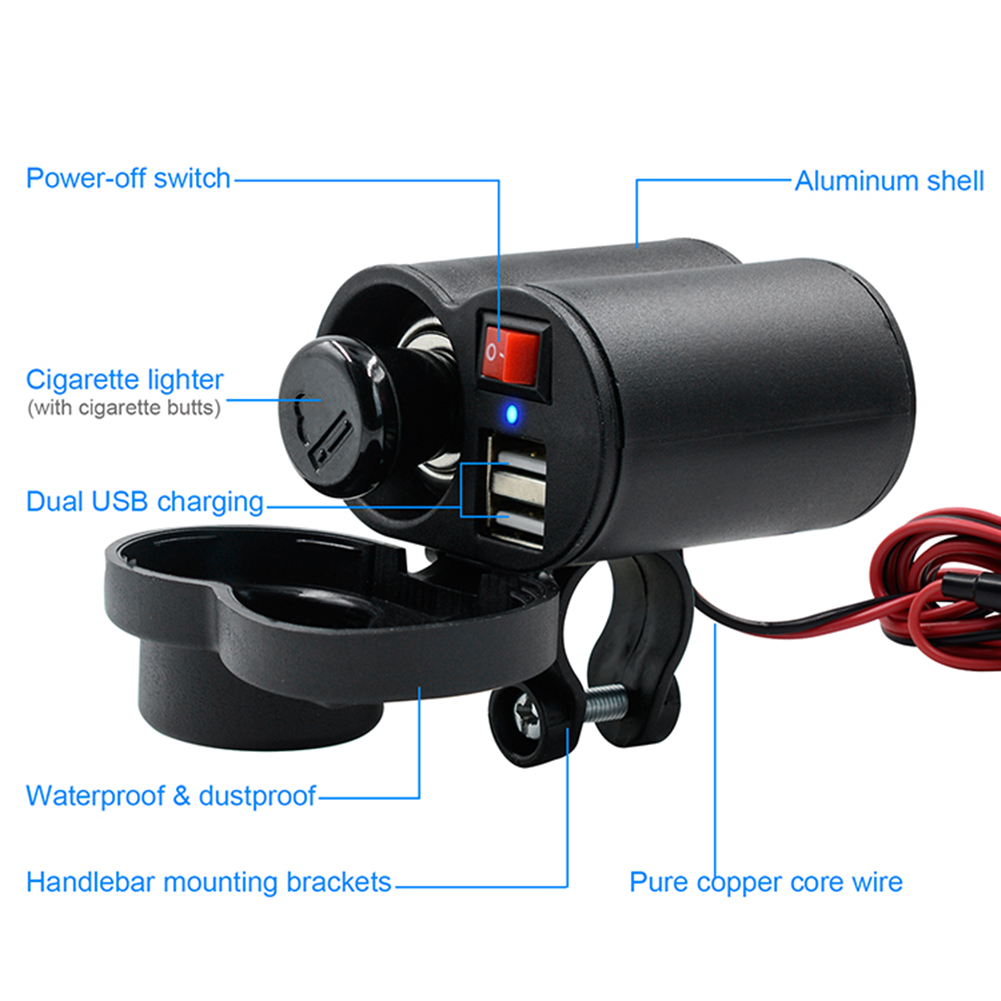 Power-off switch
Aluminum shell
Cigarette lighter
(with cigarette butts)
Dual USB charging
Waterproof & dustproof
Handlebar mounting brackets
Pure copper core wire